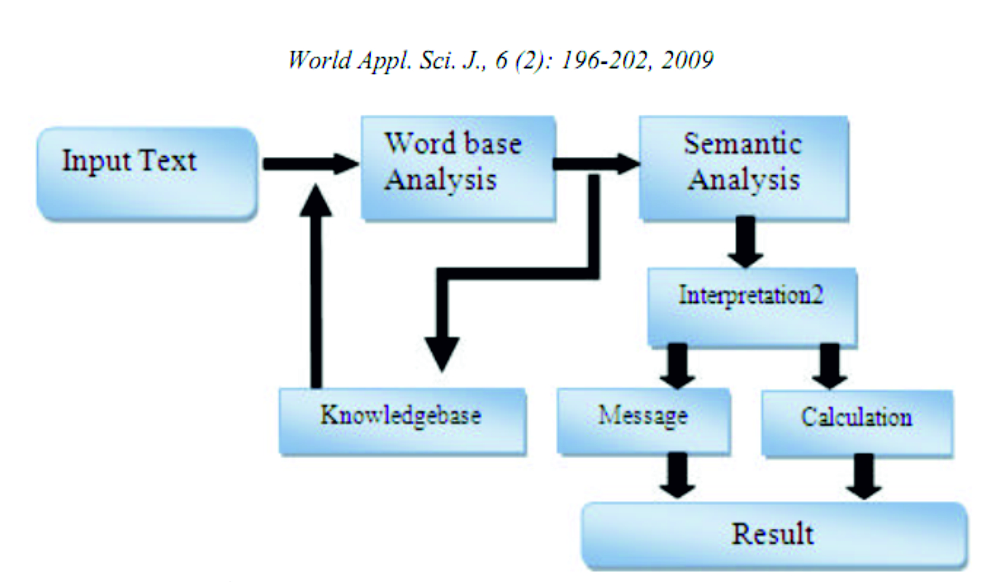 World Appl. Sci. J., 6 (2): 196-202, 2009
Input Text
Word base
Analysis
Semantic
Analysis
Interpretation2
Knowledgebase
Message
Calculation
Result